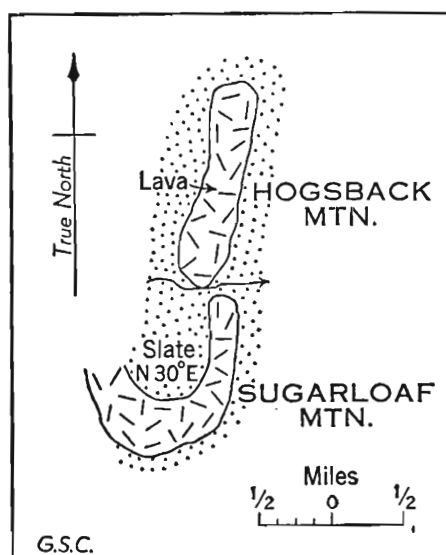 True North
Lava
HOGSBACK
MTN.
Slate
N 30°E.
SUGARLOAF
MTN.
Miles
1/2 0 1/2
G.S.C.